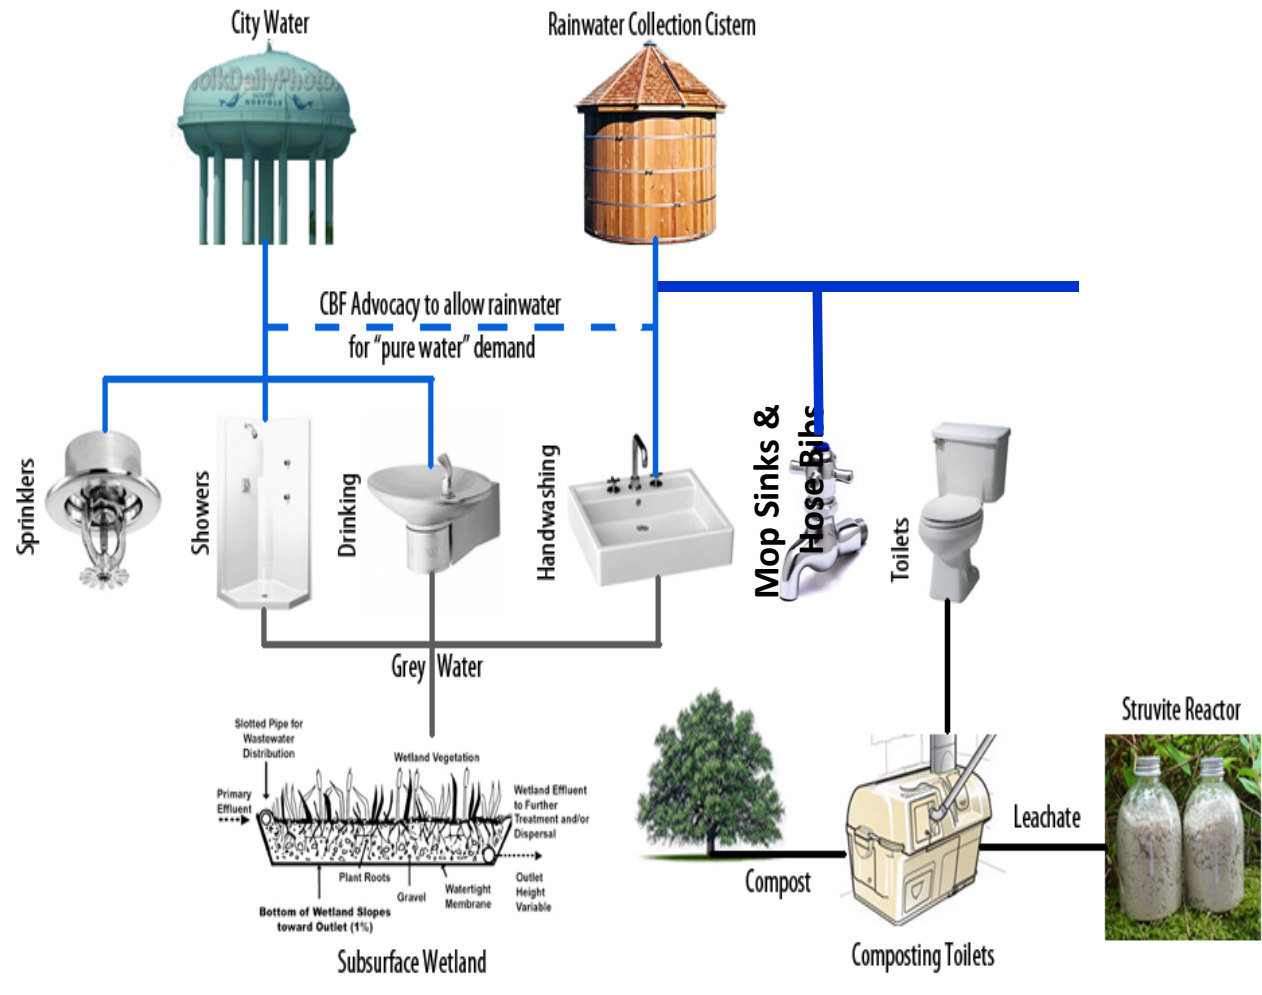 City Water
Rainwater Collection Cistern
NORFOLK
CBF Advocacy to allow rainwater
for “pure water” demand
Sprinklers
Showers
Drinking
Handwashing
Mop Sinks &
Hose Bibs
Toilets
Grey Water
Slotted Pipe for
Wastewater
Distribution
Wetland Vegetation
Primary
Effluent
Wetland Effluent
to Further
Treatment and/or
Dispersal
Plant Roots
Gravel
Watertight
Membrane
Outlet
Height
Variable
Bottom of Wetland Slopes
toward Outlet (1%)
Subsurface Wetland
Compost
Composting Toilets
Leachate
Struvite Reactor